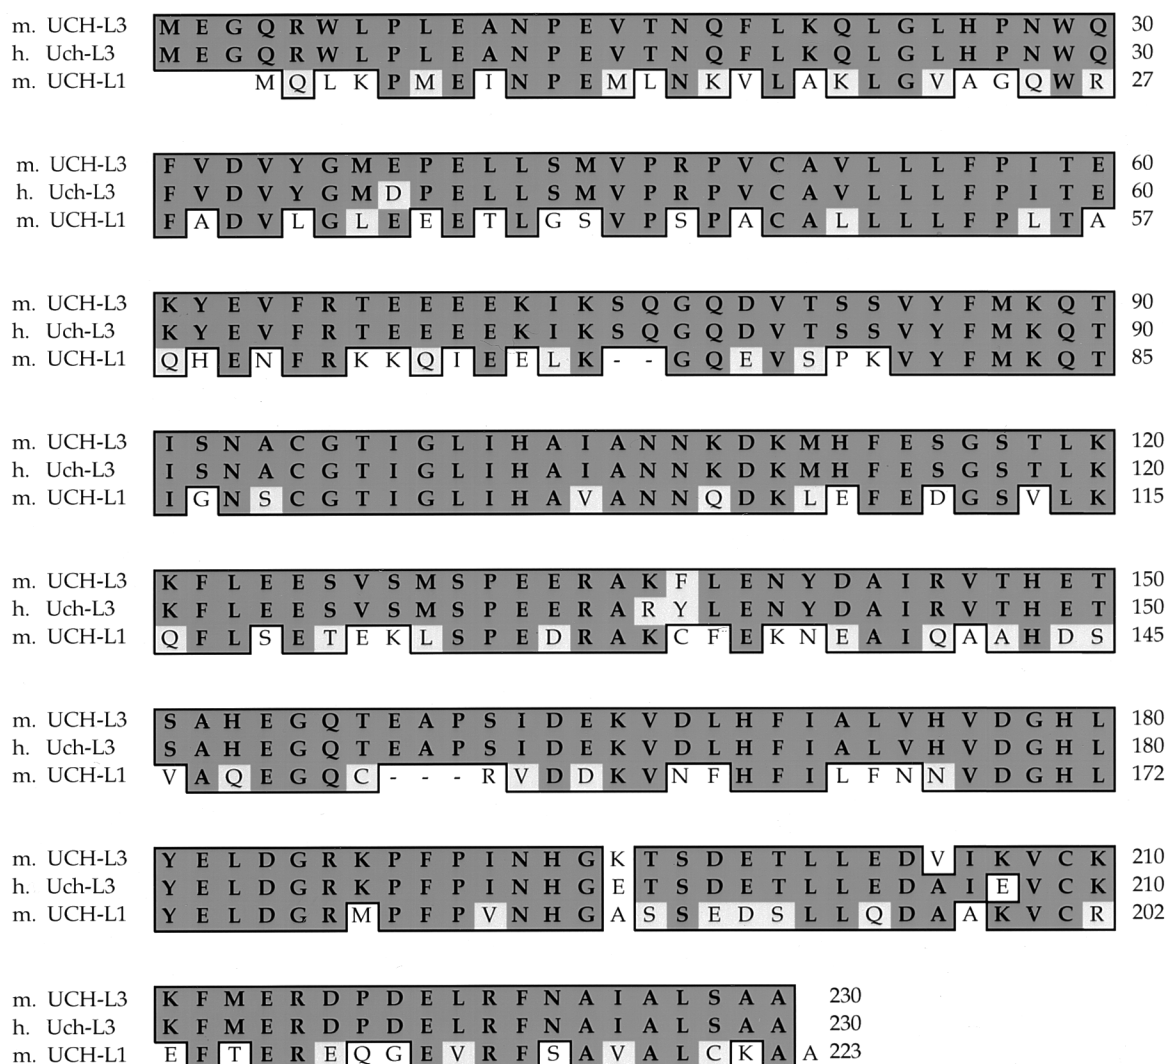 m. UCH-L3 M E G Q R W L P L E A N P E V T N Q F L K Q L G L H P N W Q 30
h. Uch-L3 M E G Q R W L P L E A N P E V T N Q F L K Q L G L H P N W Q 30
m. UCH-L1 M Q L K P M E I N P E M L N K V L A K L G V A G Q W R 27
m. UCH-L3 F V D V Y G M E P E L L S M V P R P V C A V L L L F P I T E 60
h. Uch-L3 F V D V Y G M D P E L L S M V P R P V C A V L L L F P I T E 60
m. UCH-L1 F A D V L G L E E E T L G S V P S P A C A L L L L F P L T A 57
m. UCH-L3 K Y E V F R T E E E E K I K S Q G Q D V T S S V Y F M K Q T 90
h. Uch-L3 K Y E V F R T E E E E K I K S Q G Q D V T S S V Y F M K Q T 90
m. UCH-L1 Q H E N F R K K Q I E E L K - - G Q E V S P K V Y F M K Q T 85
m. UCH-L3 I S N A C G T I G L I H A I A N N K D K M H F E S G S T L K 120
h. Uch-L3 I S N A C G T I G L I H A I A N N K D K M H F E S G S T L K 120
m. UCH-L1 I G N S C G T I G L I H A V A N N Q D K L E F E D G S V L K 115
m. UCH-L3 K F L E E S V S M S P E E R A K F L E N Y D A I R V T H E T 150
h. Uch-L3 K F L E E S V S M S P E E R A R Y L E N Y D A I R V T H E T 150
m. UCH-L1 Q F L S E T E K L S P E D R A K C F E K N E A I Q A A H D S 145
m. UCH-L3 S A H E G Q T E A P S I D E K V D L H F I A L V H V D G H L 180
h. Uch-L3 S A H E G Q T E A P S I D E K V D L H F I A L V H V D G H L 180
m. UCH-L1 V A Q E G Q C - - - R V D D K V N F H F I L F N N V D G H L 172
m. UCH-L3 Y E L D G R K P F P I N H G K T S D E T L L E D V I K V C K 210
h. Uch-L3 Y E L D G R K P F P I N H G E T S D E T L L E D A I E V C K 210
m. UCH-L1 Y E L D G R M P F P V N H G A S S E D S L L Q D A A K V C R 202
m. UCH-L3 K F M E R D P D E L R F N A I A L S A A 230
h. Uch-L3 K F M E R D P D E L R F N A I A L S A A 230
m. UCH-L1 E F T E R E Q G E V R F S A V A L C K A A 223